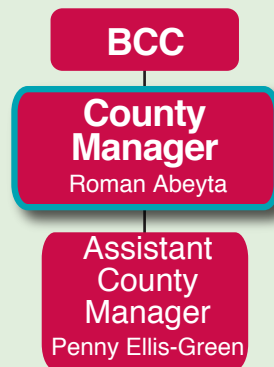 BCC
County
Manager
Roman Abeyta
Assistant
County
Manager
Penny Ellis-Green